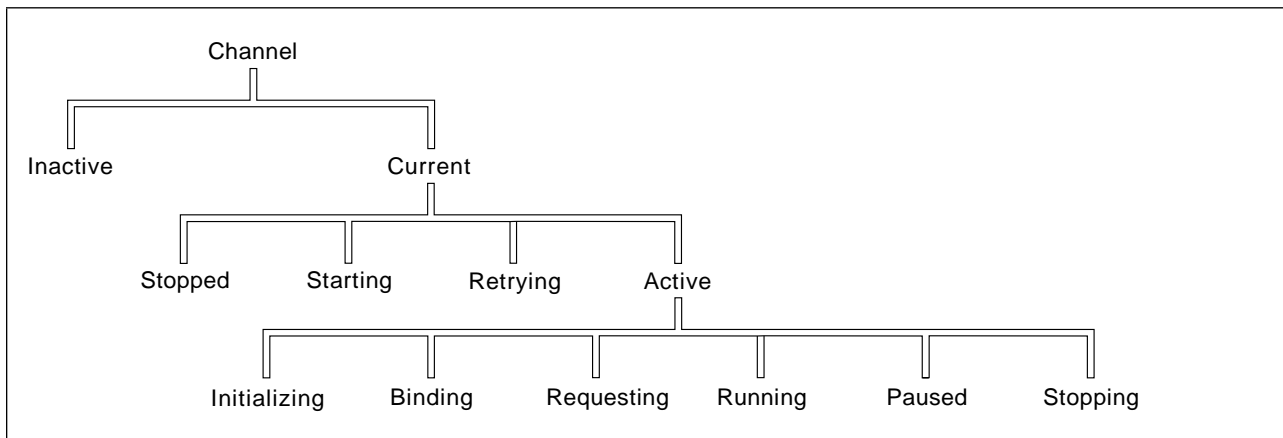 Channel
Inactive
Current
Stopped
Starting
Retrying
Active
Initializing
Binding
Requesting
Running
Paused
Stopping